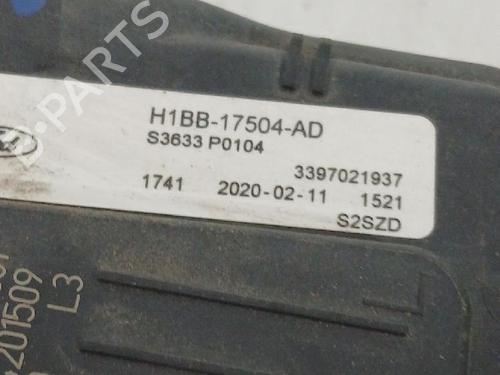 B-PARTS
H1BB-17504-AD
S3633 P0104
3397021937
1741 2020-02-11 1521
S2SZD
201509
L3
L